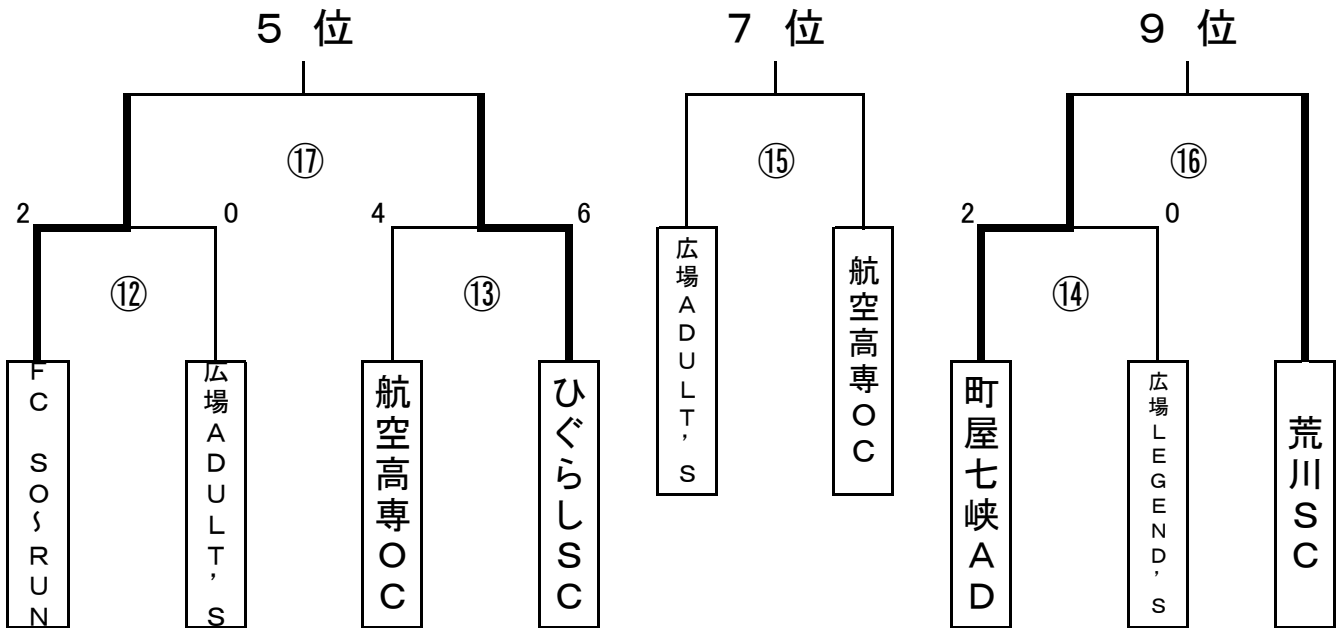 5 位
7 位
9 位
⑰
⑮
⑯
2
0
4
6
2
0
⑫
⑬
⑭
FC SO~RUN
広場ADULT'S
航空高専OC
ひぐらしSC
広場ADULT'S
航空高専OC
町屋七峡AD
広場LEGEND'S
荒川SC